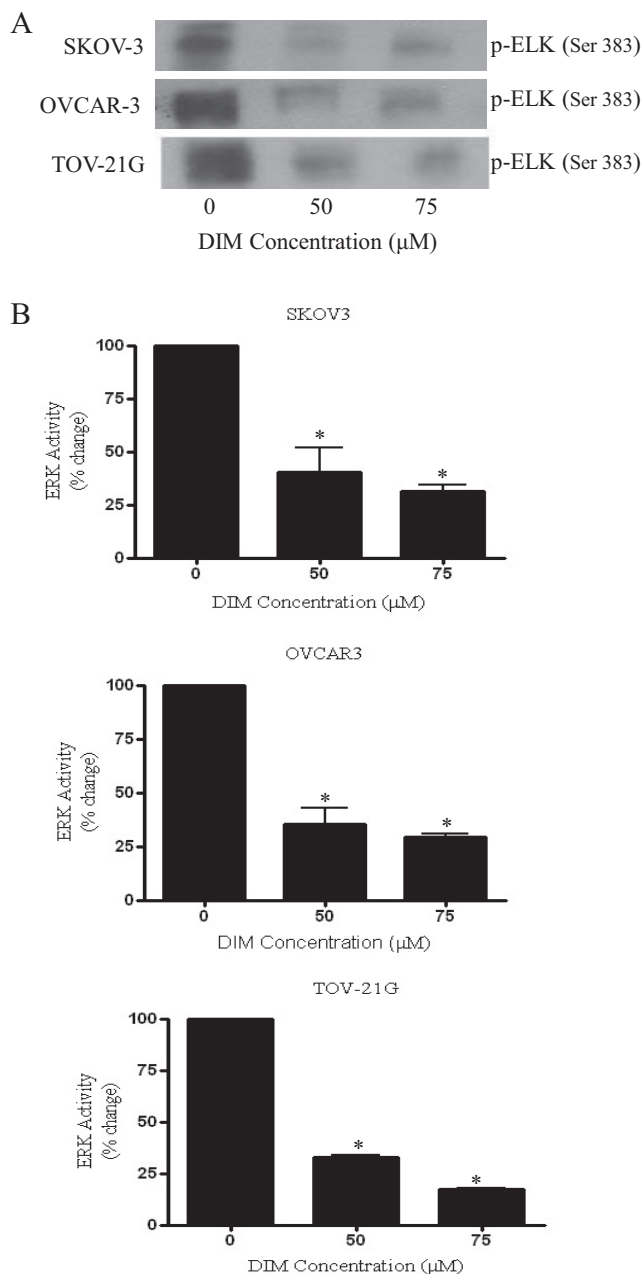 A
SKOV-3 p-ELK (Ser 383)
OVCAR-3 p-ELK (Ser 383)
TOV-21G p-ELK (Ser 383)
0 50 75
DIM Concentration (µM)
B
SKOV3
ERK Activity
(% change)
100
75
50
25
0
* *
0 50 75
DIM Concentration (µM)
OVCAR3
ERK Activity
(% change)
100
75
50
25
0
* *
0 50 75
DIM Concentration (µM)
TOV-21G
ERK Activity
(% change)
100
75
50
25
0
* *
0 50 75
DIM Concentration (µM)